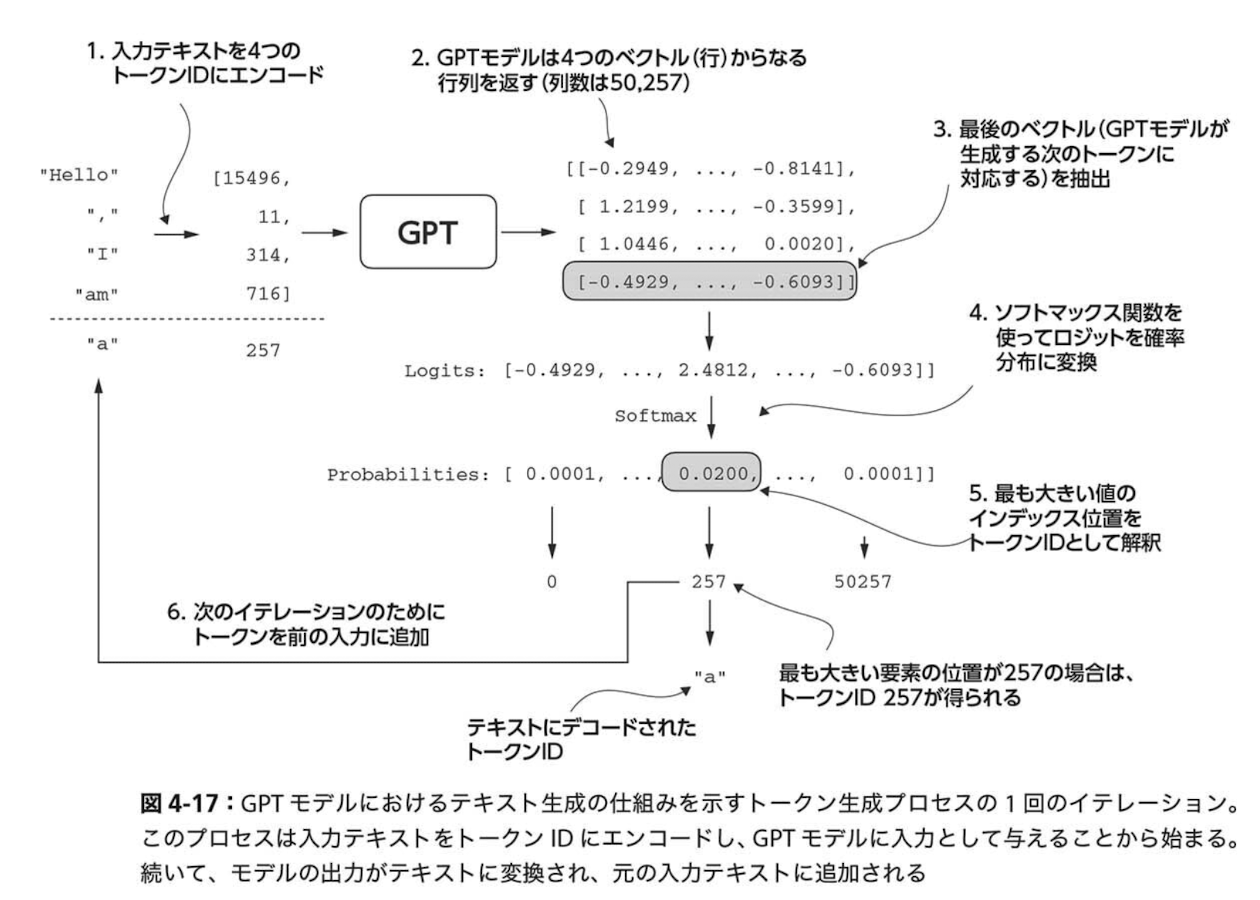 1. 入力テキストを4つの
トークンIDにエンコード
2. GPTモデルは4つのベクトル（行）からなる
行列を返す（列数は50,257）
3. 最後のベクトル（GPTモデルが
生成する次のトークンに
対応する）を抽出
"Hello"
","
"I"
"am"
"a"
[15496,
11,
314,
716]
257
GPT
[[-0.2949, ..., -0.8141],
[ 1.2199, ..., -0.3599],
[ 1.0446, ..., 0.0020],
[-0.4929, ..., -0.6093]]
4. ソフトマックス関数を
使ってロジットを確率
分布に変換
Logits: [-0.4929, ..., 2.4812, ..., -0.6093]]
Softmax
Probabilities: [ 0.0001, ..., 0.0200, ..., 0.0001]]
5. 最も大きい値の
インデックス位置を
トークンIDとして解釈
0 257 50257
6. 次のイテレーションのために
トークンを前の入力に追加
"a"
最も大きい要素の位置が257の場合は、
トークンID 257が得られる
テキストにデコードされた
トークンID
図 4-17：GPT モデルにおけるテキスト生成の仕組みを示すトークン生成プロセスの 1 回のイテレーション。
このプロセスは入力テキストをトークン ID にエンコードし、GPT モデルに入力として与えることから始まる。
続いて、モデルの出力がテキストに変換され、元の入力テキストに追加される